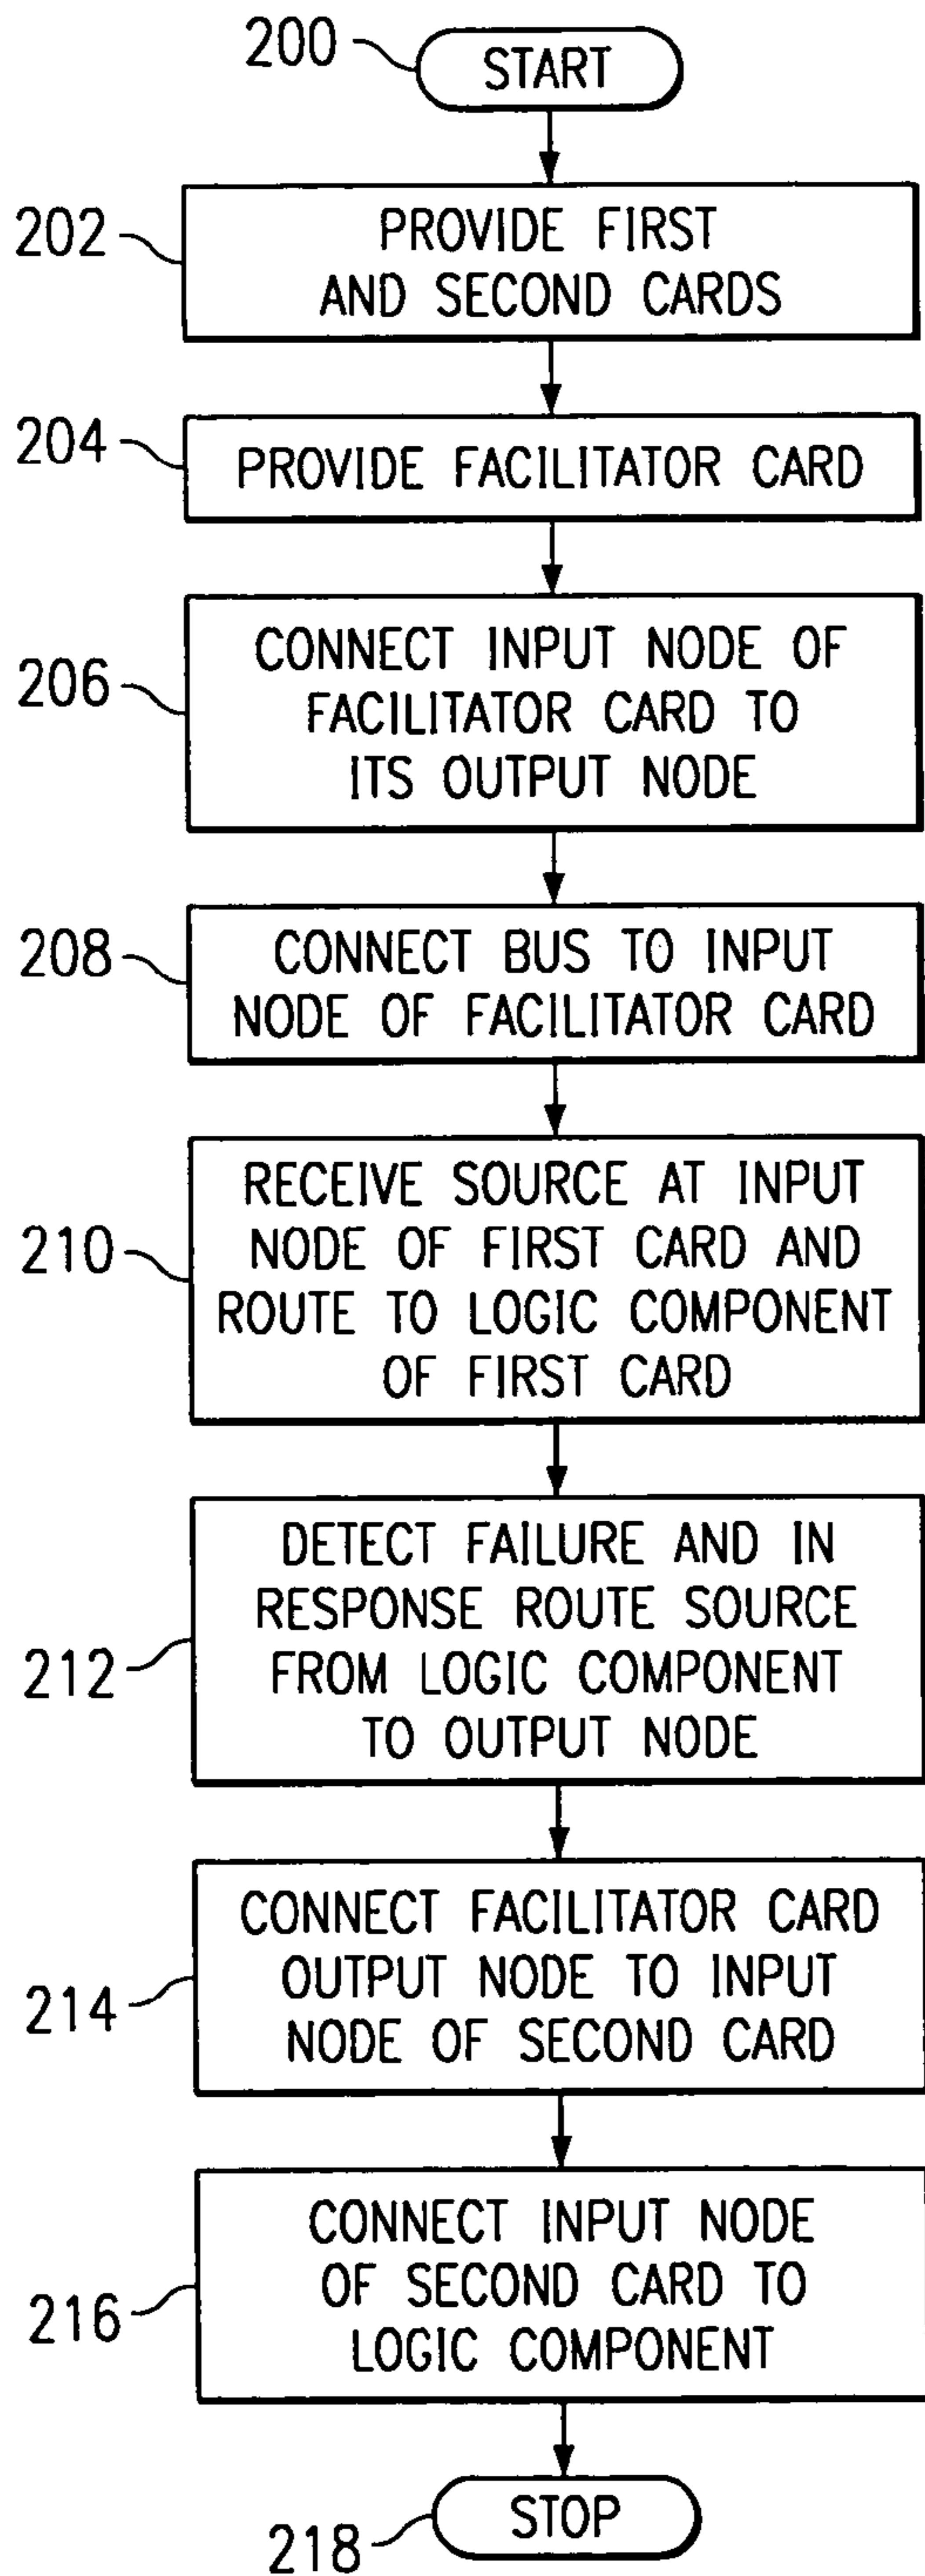 200
START
202
PROVIDE FIRST
AND SECOND CARDS
204
PROVIDE FACILITATOR CARD
206
CONNECT INPUT NODE OF
FACILITATOR CARD TO
ITS OUTPUT NODE
208
CONNECT BUS TO INPUT
NODE OF FACILITATOR CARD
210
RECEIVE SOURCE AT INPUT
NODE OF FIRST CARD AND
ROUTE TO LOGIC COMPONENT
OF FIRST CARD
212
DETECT FAILURE AND IN
RESPONSE ROUTE SOURCE
FROM LOGIC COMPONENT
TO OUTPUT NODE
214
CONNECT FACILITATOR CARD
OUTPUT NODE TO INPUT
NODE OF SECOND CARD
216
CONNECT INPUT NODE
OF SECOND CARD TO
LOGIC COMPONENT
218
STOP